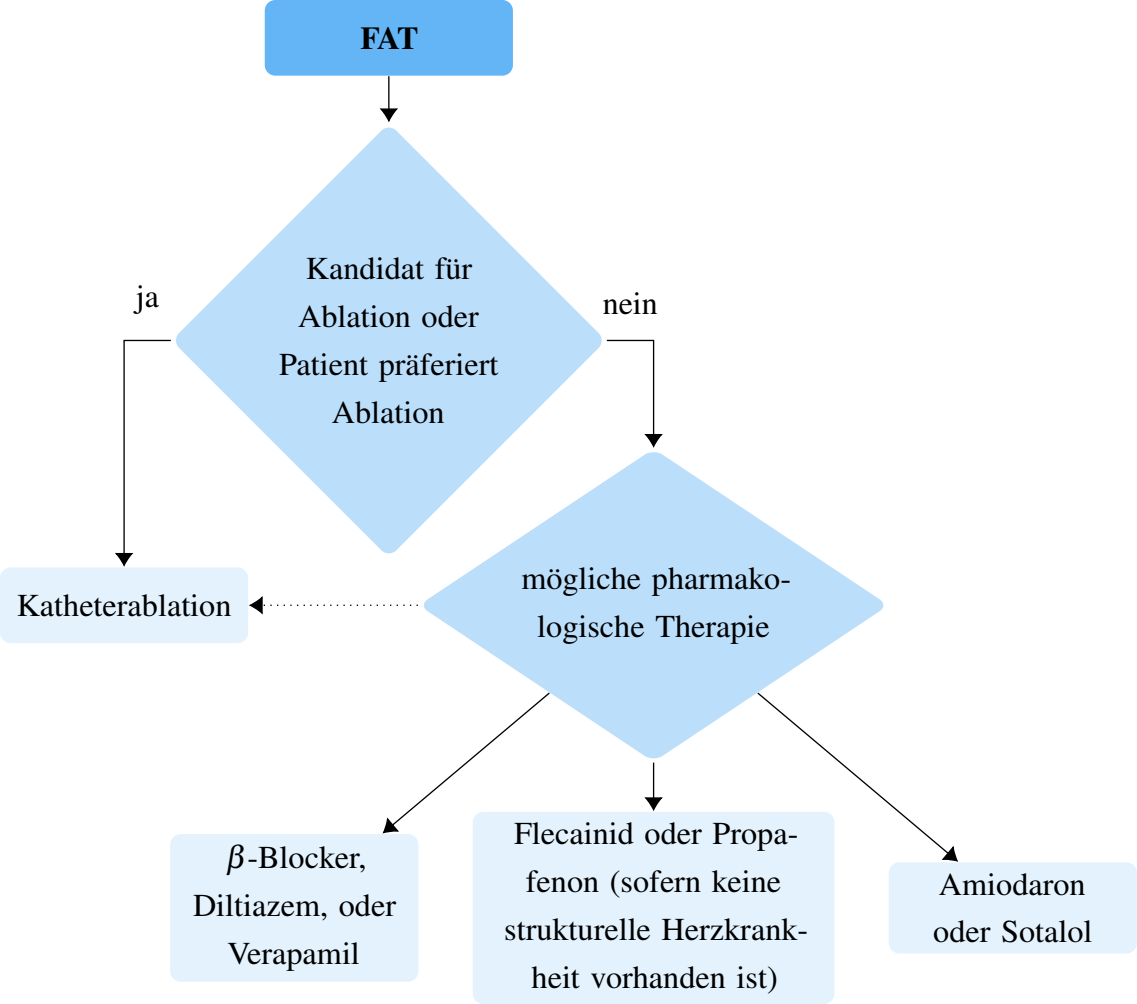 FAT
Kandidat für
Ablation oder
Patient präferiert
Ablation
ja
nein
mögliche pharmako-
logische Therapie
Katheterablation
β-Blocker,
Diltiazem, oder
Verapamil
Flecainid oder Propa-
fenon (sofern keine
strukturelle Herzkrank-
heit vorhanden ist)
Amiodaron
oder Sotalol